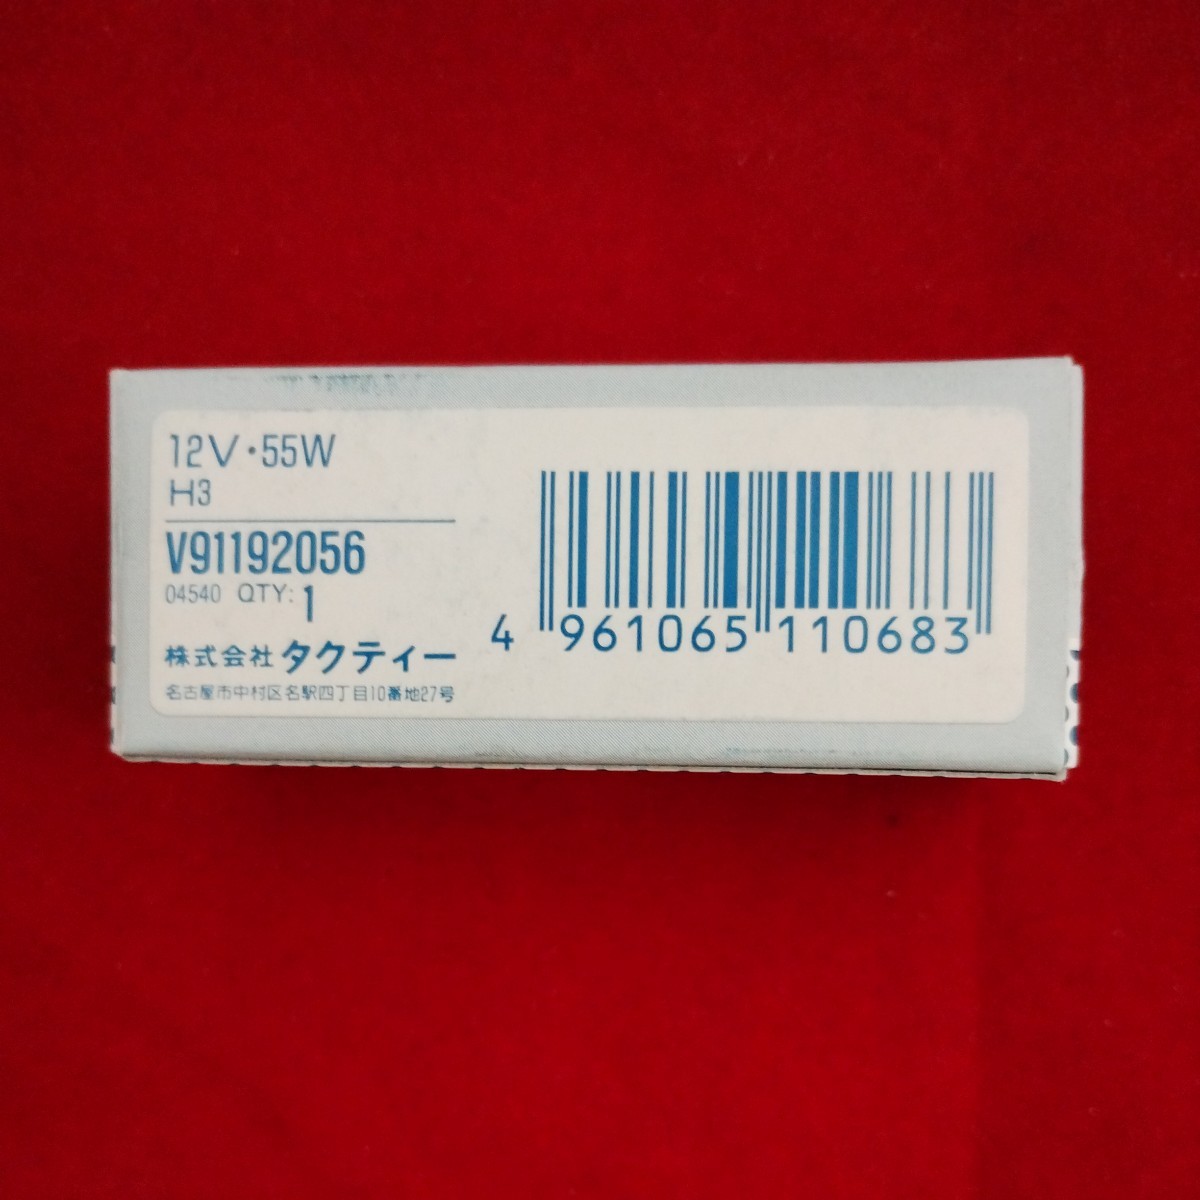 12V・55W
H3
V91192056
04540 QTY: 1
株式会社 タクティー
名古屋市中村区名駅四丁目10番地27号
4 961065 110683